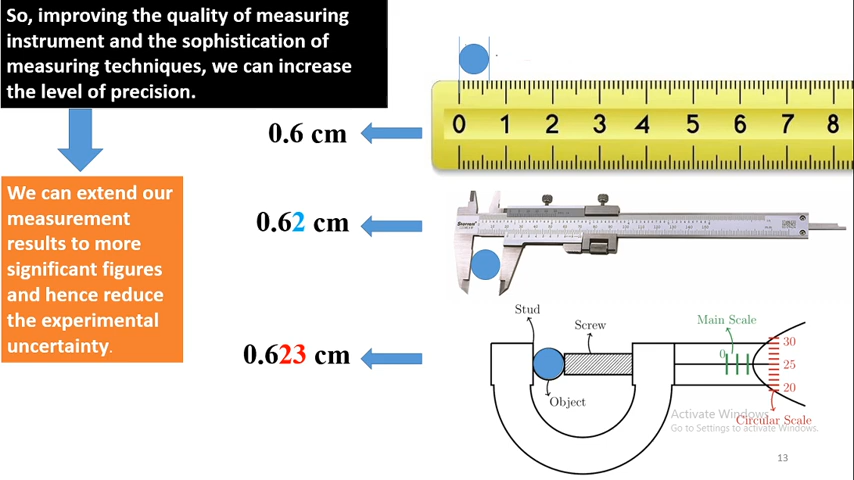 So, improving the quality of measuring
instrument and the sophistication of
measuring techniques, we can increase
the level of precision.
0.6 cm
0 1 2 3 4 5 6 7 8
We can extend our
measurement
results to more
significant figures
and hence reduce
the experimental
uncertainty.
0.62 cm
0.623 cm
Stud
Screw
Object
Main Scale
0
30
25
20
Circular Scale
Activate Windows
Go to Settings to activate Windows.
13